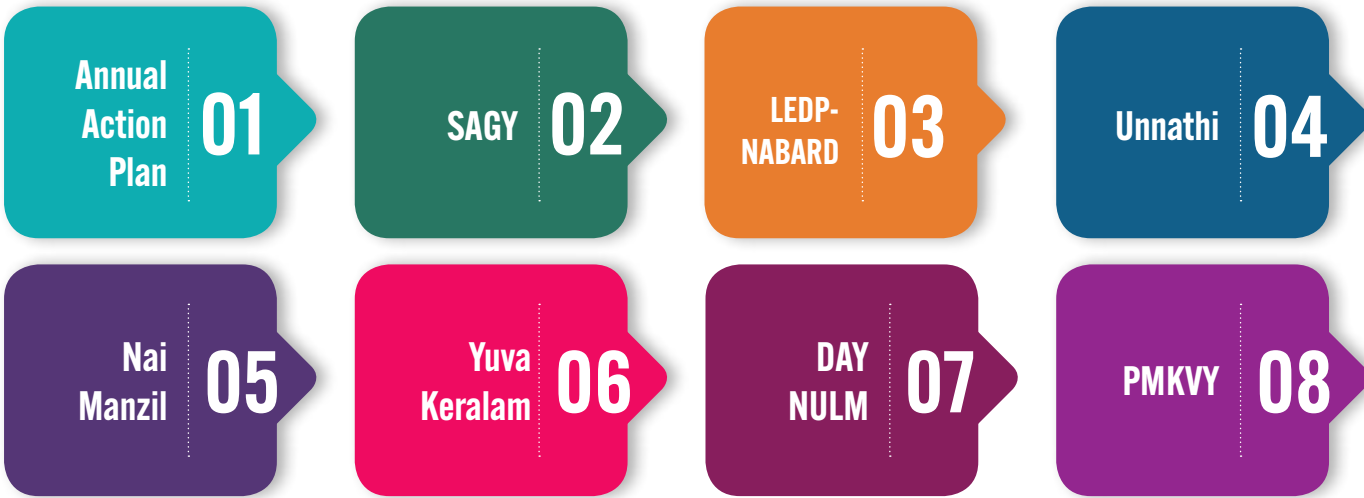 Annual
Action
Plan
01
SAGY
02
LEDP-
NABARD
03
Unnathi
04
Nai
Manzil
05
Yuva
Keralam
06
DAY
NULM
07
PMKVY
08